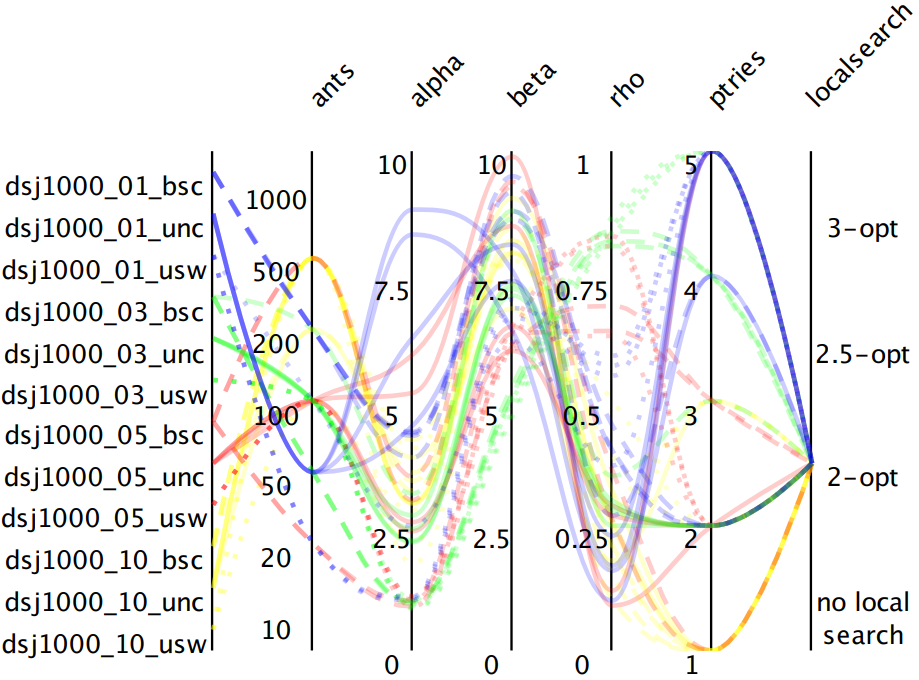 ants
alpha
beta
rho
ptries
localsearch
dsj1000_01_bsc
dsj1000_01_unc
dsj1000_01_usw
dsj1000_03_bsc
dsj1000_03_unc
dsj1000_03_usw
dsj1000_05_bsc
dsj1000_05_unc
dsj1000_05_usw
dsj1000_10_bsc
dsj1000_10_unc
dsj1000_10_usw
1000
500
200
100
50
20
10
10
7.5
5
2.5
0
10
7.5
5
2.5
0
1
0.75
0.5
0.25
0
5
4
3
2
1
3-opt
2.5-opt
2-opt
no local
search